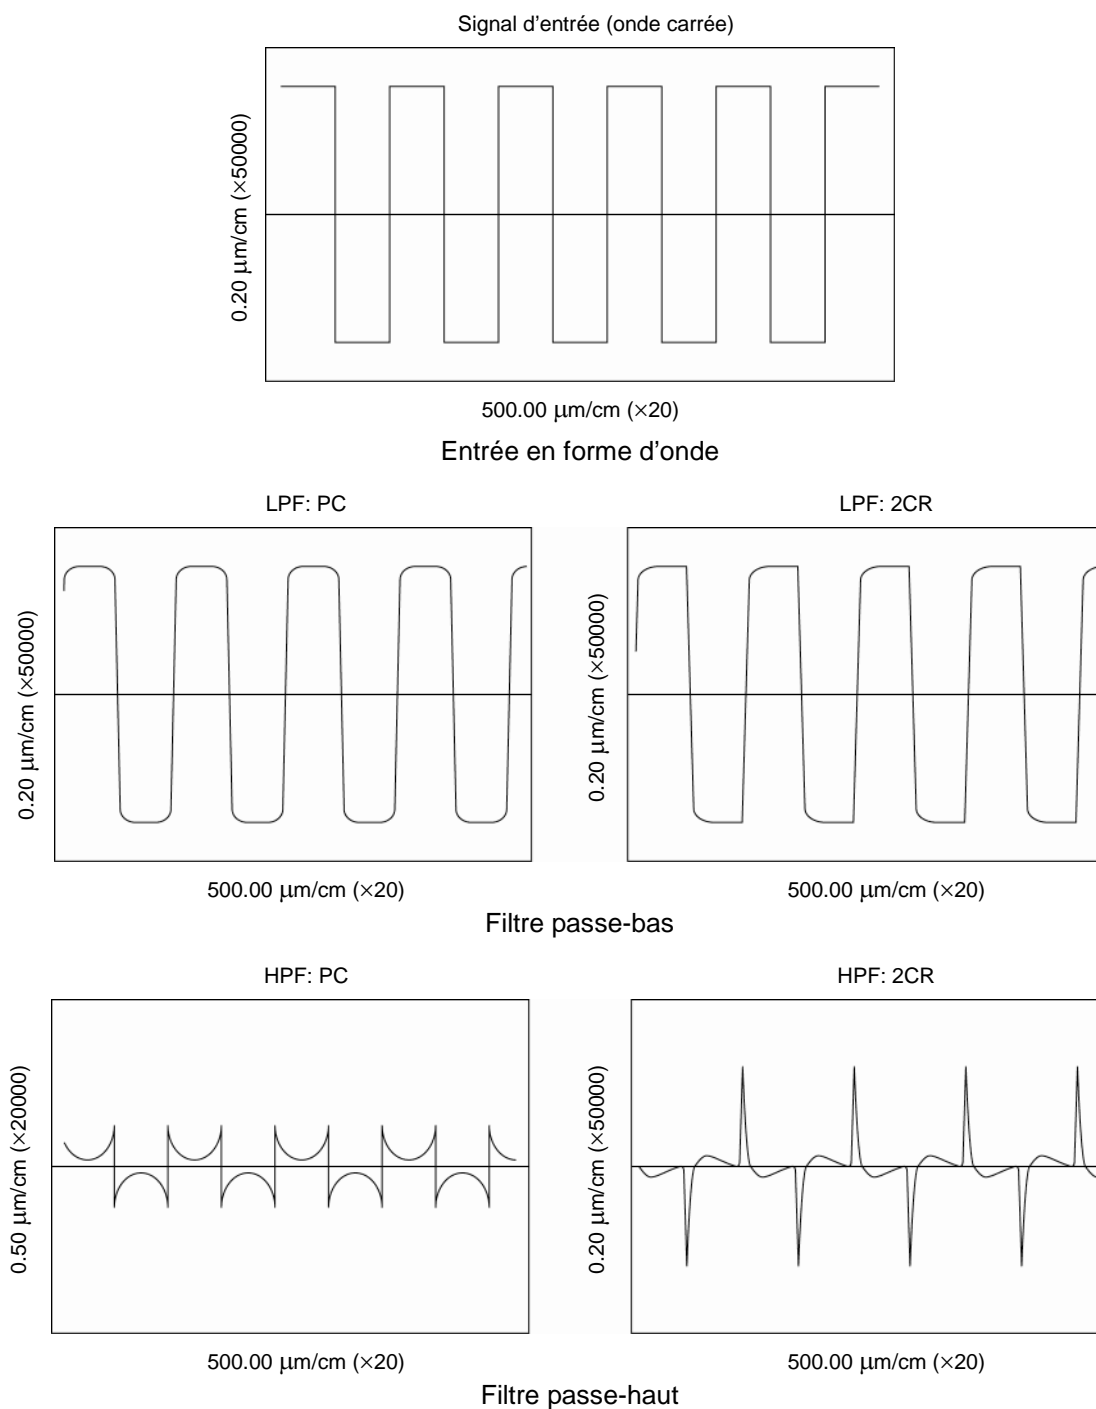 Signal d'entrée (onde carrée)
0.20 µm/cm (×50000)
500.00 µm/cm (×20)
Entrée en forme d'onde
LPF: PC
LPF: 2CR
0.20 µm/cm (×50000)
0.20 µm/cm (×50000)
500.00 µm/cm (×20)
500.00 µm/cm (×20)
Filtre passe-bas
HPF: PC
HPF: 2CR
0.50 µm/cm (×20000)
0.20 µm/cm (×50000)
500.00 µm/cm (×20)
500.00 µm/cm (×20)
Filtre passe-haut